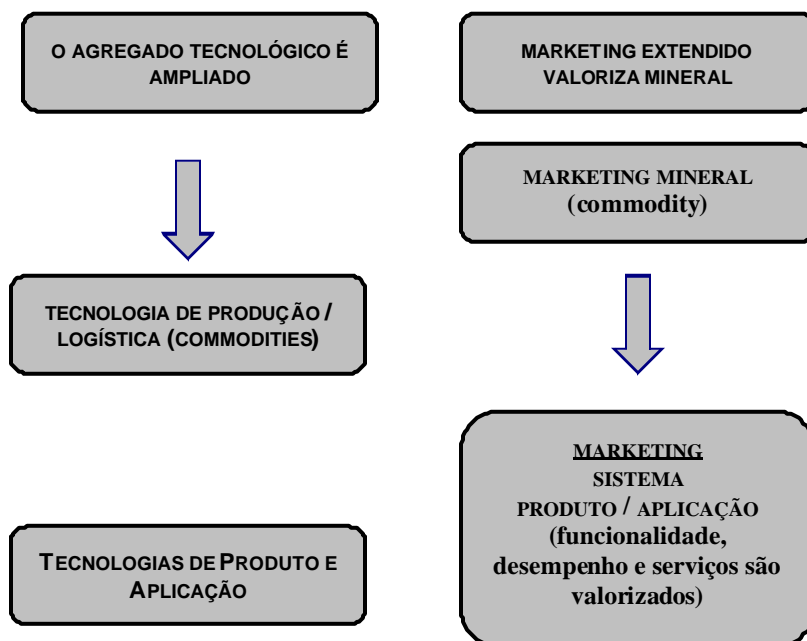 O AGREGADO TECNOLÓGICO É
AMPLIADO
TECNOLOGIA DE PRODUÇÃO /
LOGÍSTICA (COMMODITIES)
TECNOLOGIAS DE PRODUTO E
APLICAÇÃO
MARKETING EXTENDIDO
VALORIZA MINERAL
MARKETING MINERAL
(commodity)
MARKETING
SISTEMA
PRODUTO / APLICAÇÃO
(funcionalidade,
desempenho e serviços são
valorizados)